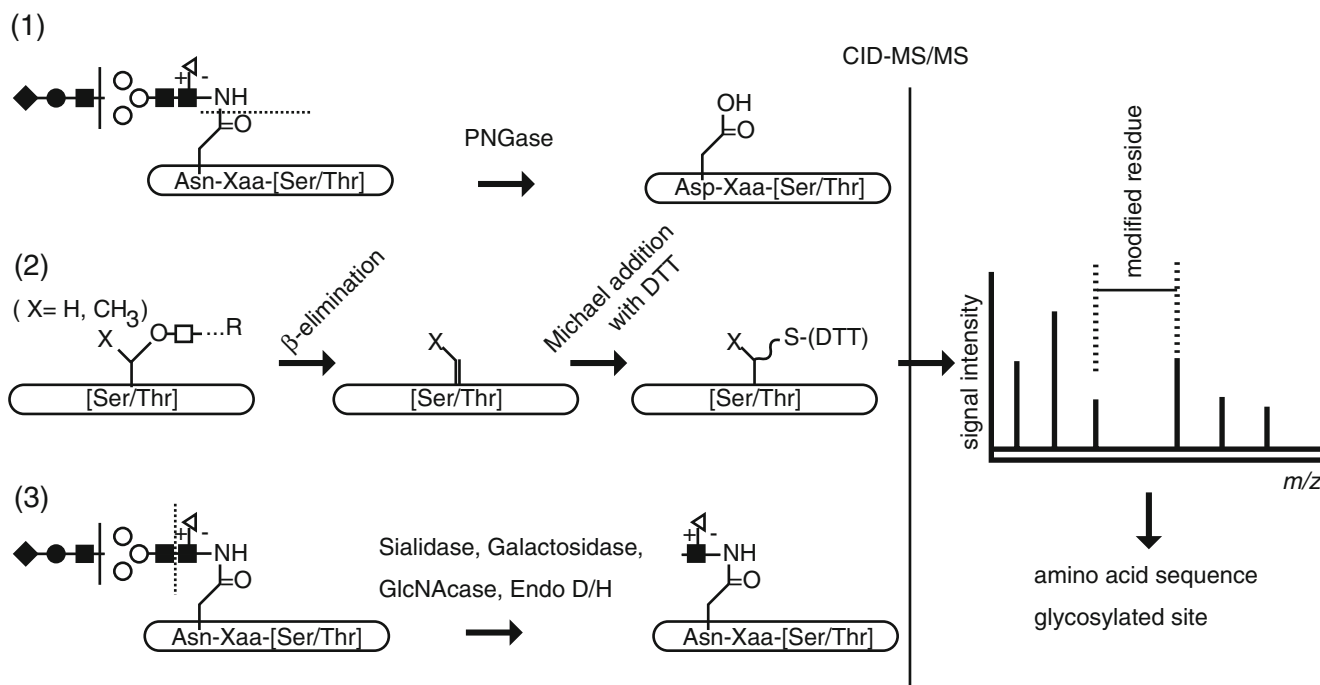 (1)
CID-MS/MS
+ -
NH
O
Asn-Xaa-[Ser/Thr]
PNGase
OH
O
Asp-Xaa-[Ser/Thr]
modified residue
(2)
( X= H, CH3)
X
O
...R
[Ser/Thr]
β-elimination
X
[Ser/Thr]
Michael addition
with DTT
X
S-(DTT)
[Ser/Thr]
signal intensity
m/z
(3)
+ -
NH
O
Asn-Xaa-[Ser/Thr]
Sialidase, Galactosidase,
GlcNAcase, Endo D/H
+ -
NH
O
Asn-Xaa-[Ser/Thr]
amino acid sequence
glycosylated site